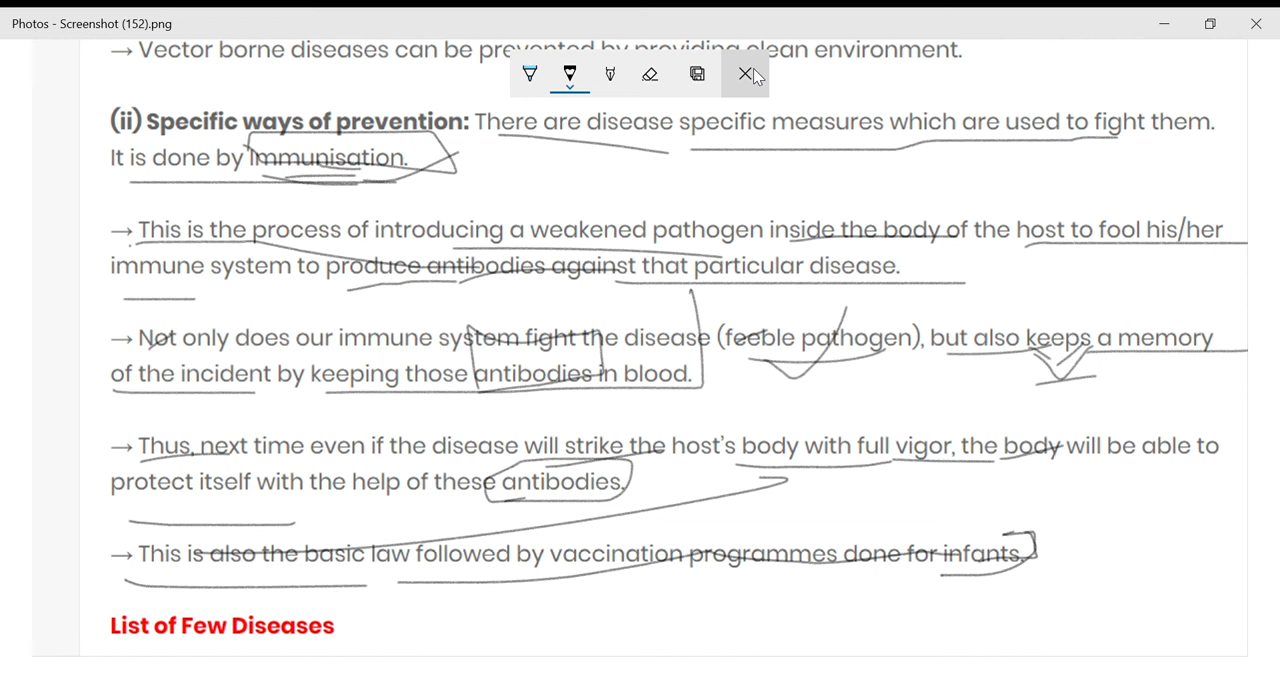 Photos - Screenshot (152).png
→ Vector borne diseases can be prevented by providing clean environment.
(ii) Specific ways of prevention: There are disease specific measures which are used to fight them.
It is done by Immunisation.
→ This is the process of introducing a weakened pathogen inside the body of the host to fool his/her
immune system to produce antibodies against that particular disease.
→ Not only does our immune system fight the disease (feeble pathogen), but also keeps a memory
of the incident by keeping those antibodies in blood.
→ Thus, next time even if the disease will strike the host's body with full vigor, the body will be able to
protect itself with the help of these antibodies.
→ This is also the basic law followed by vaccination programmes done for infants.
List of Few Diseases